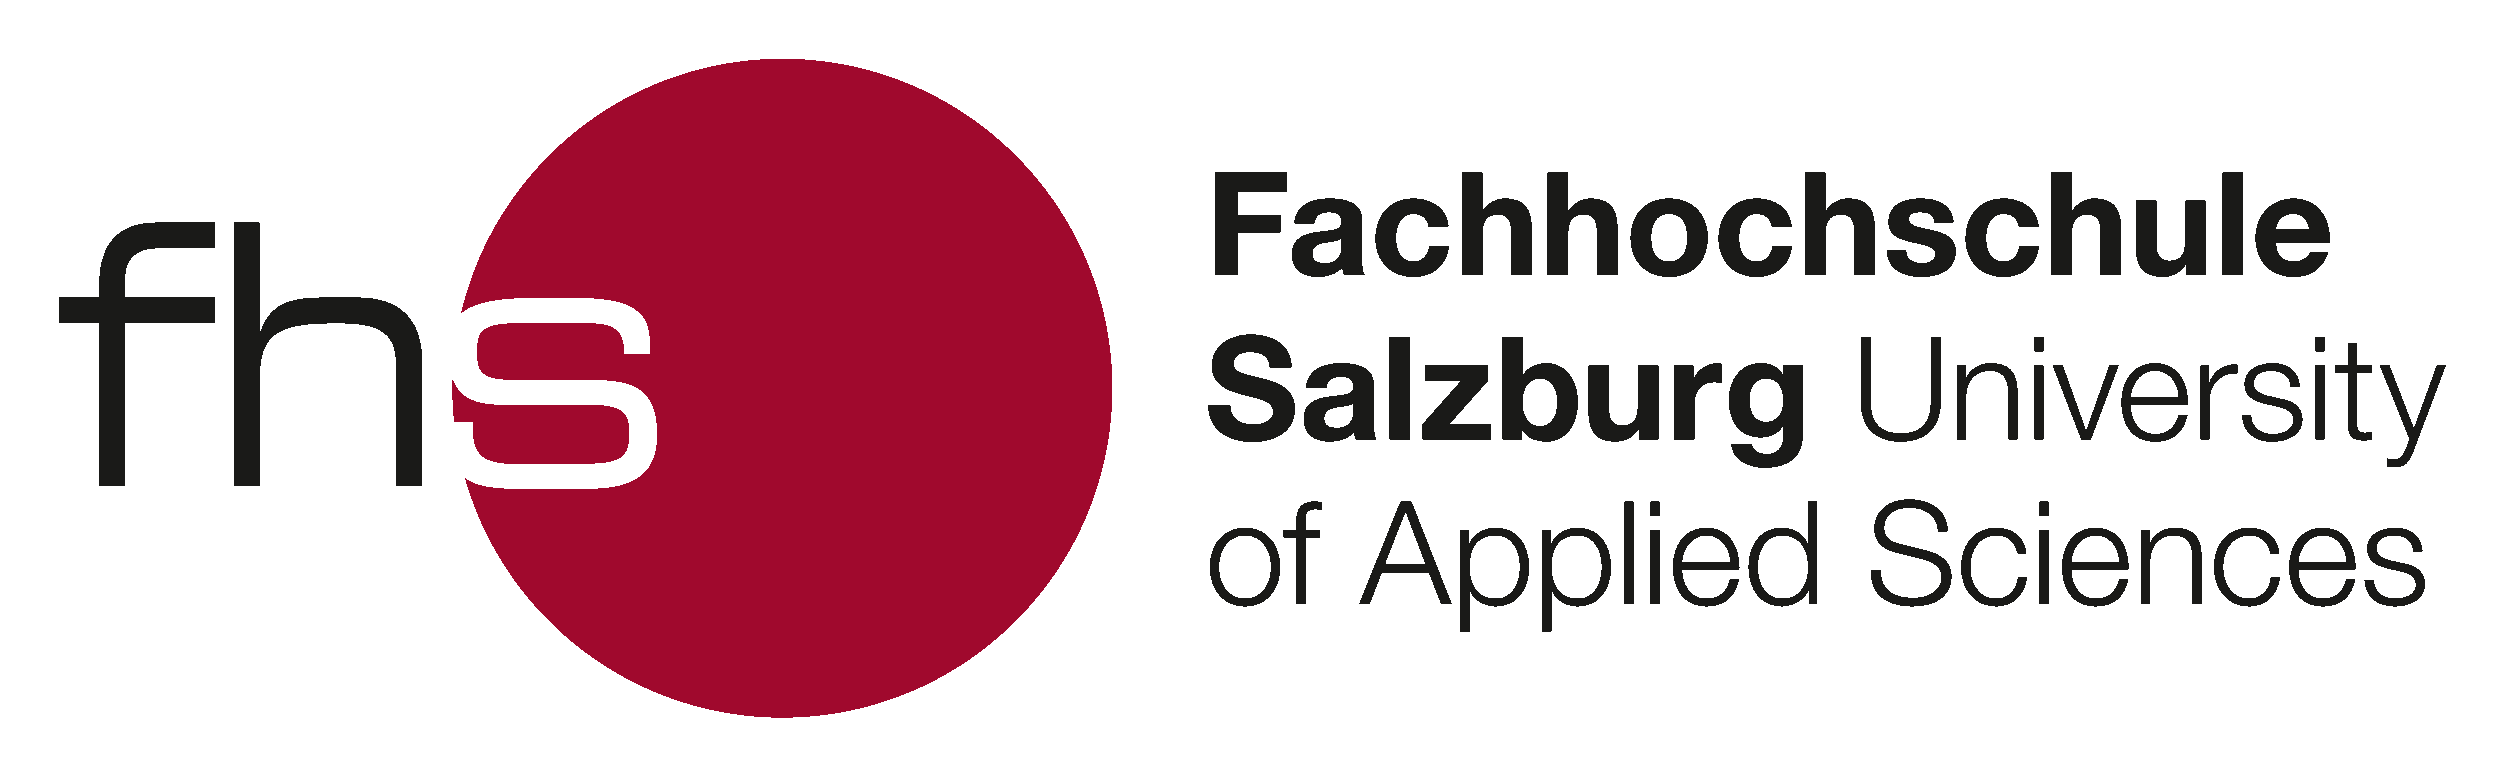 fhs
Fachhochschule
Salzburg University
of Applied Sciences